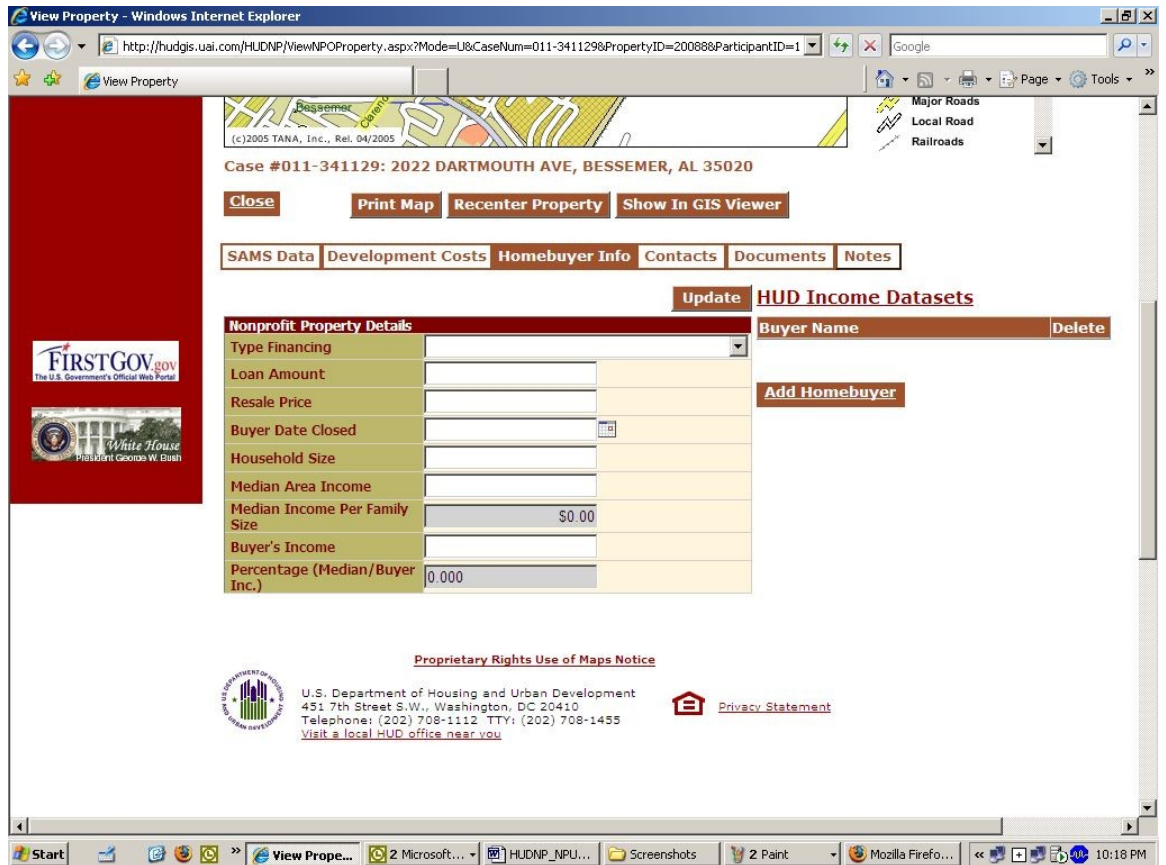 View Property - Windows Internet Explorer
http://hudgis.uai.com/HUDNP/ViewNPOProperty.aspx?Mode=U&CaseNum=011-341129&PropertyID=20088&ParticipantID=1
Google
View Property
Page
Tools
Bessemer
Major Roads
Local Road
(c)2005 TANA, Inc., Rel. 04/2005
Railroads
Case #011-341129: 2022 DARTMOUTH AVE, BESSEMER, AL 35020
Close Print Map Recenter Property Show In GIS Viewer
SAMS Data Development Costs Homebuyer Info Contacts Documents Notes
Update HUD Income Datasets
Nonprofit Property Details
Buyer Name Delete
Type Financing
Loan Amount
Add Homebuyer
Resale Price
Buyer Date Closed
Household Size
Median Area Income
Median Income Per Family Size $0.00
Buyer's Income
Percentage (Median/Buyer Inc.) 0.000
FIRSTGOV.gov
The U.S. Government's Official Web Portal
White House
President George W. Bush
Proprietary Rights Use of Maps Notice
U.S. Department of Housing and Urban Development
451 7th Street S.W., Washington, DC 20410
Telephone: (202) 708-1112 TTY: (202) 708-1455
Visit a local HUD office near you
Privacy Statement
Start
View Prope...
2 Microsoft...
HUDNP_NPU...
Screenshots
2 Paint
Mozilla Firefo...
10:18 PM